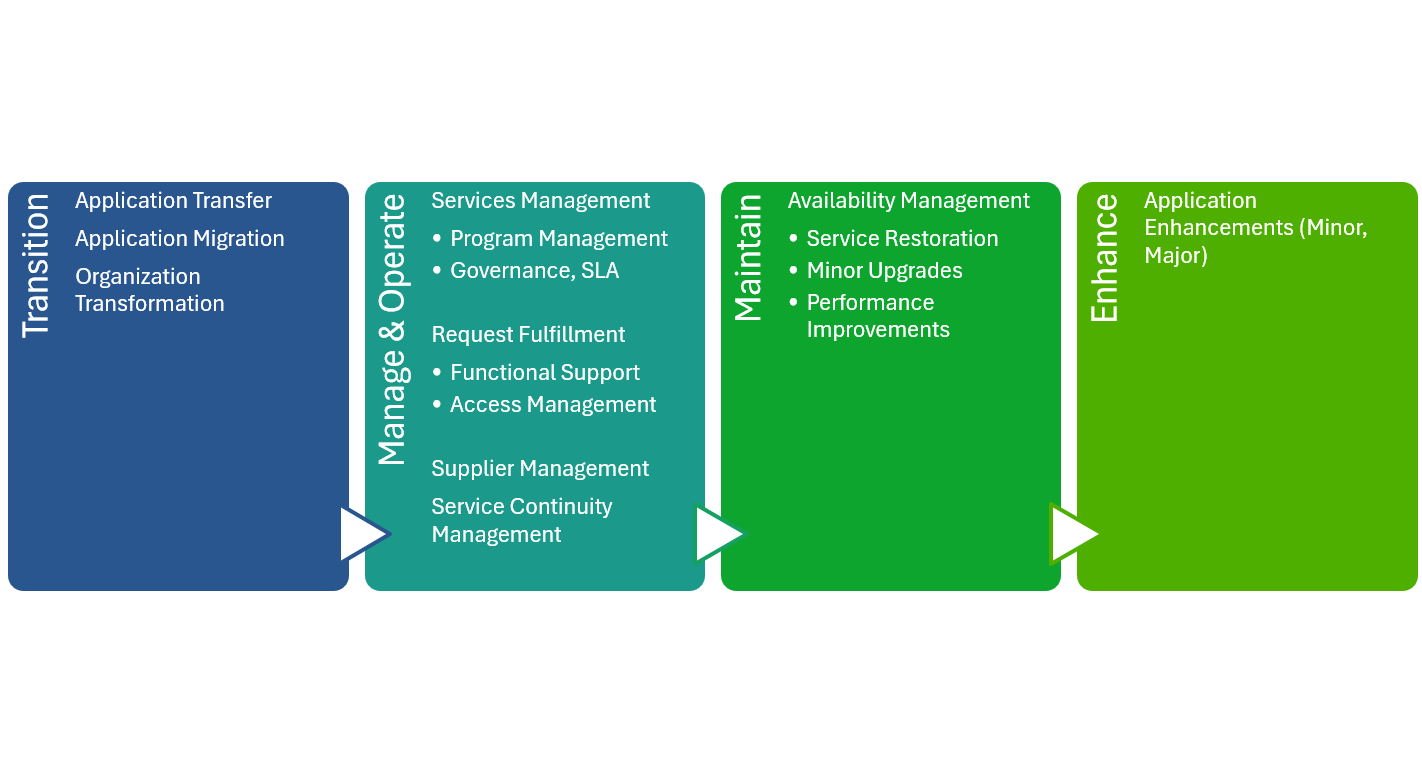 Transition
Application Transfer
Application Migration
Organization
Transformation
Manage & Operate
Services Management
• Program Management
• Governance, SLA
Request Fulfillment
• Functional Support
• Access Management
Supplier Management
Service Continuity
Management
Maintain
Availability Management
• Service Restoration
• Minor Upgrades
• Performance
Improvements
Enhance
Application
Enhancements (Minor,
Major)